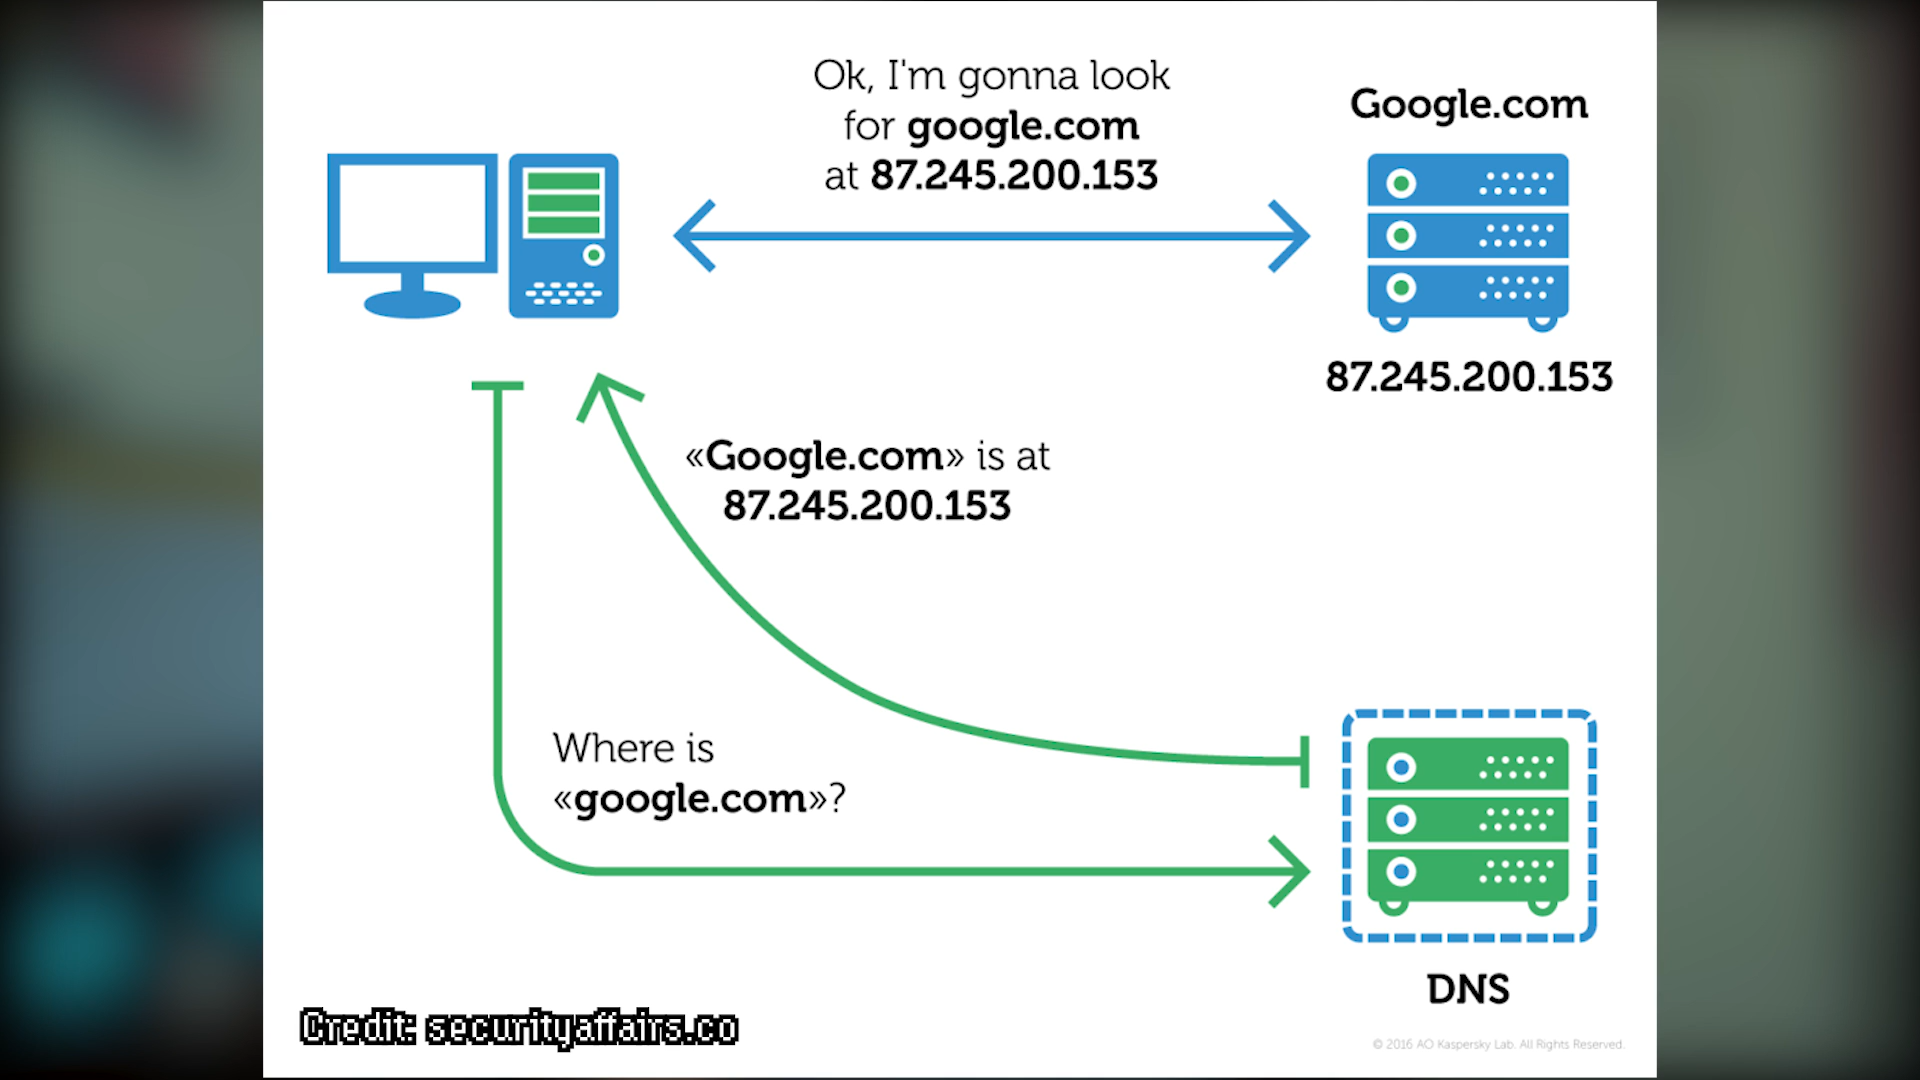 Ok, I'm gonna look
for google.com
at 87.245.200.153
Google.com
87.245.200.153
«Google.com» is at
87.245.200.153
Where is
«google.com»?
DNS
Credit: securityaffairs.co
© 2016 AO Kaspersky Lab. All Rights Reserved.